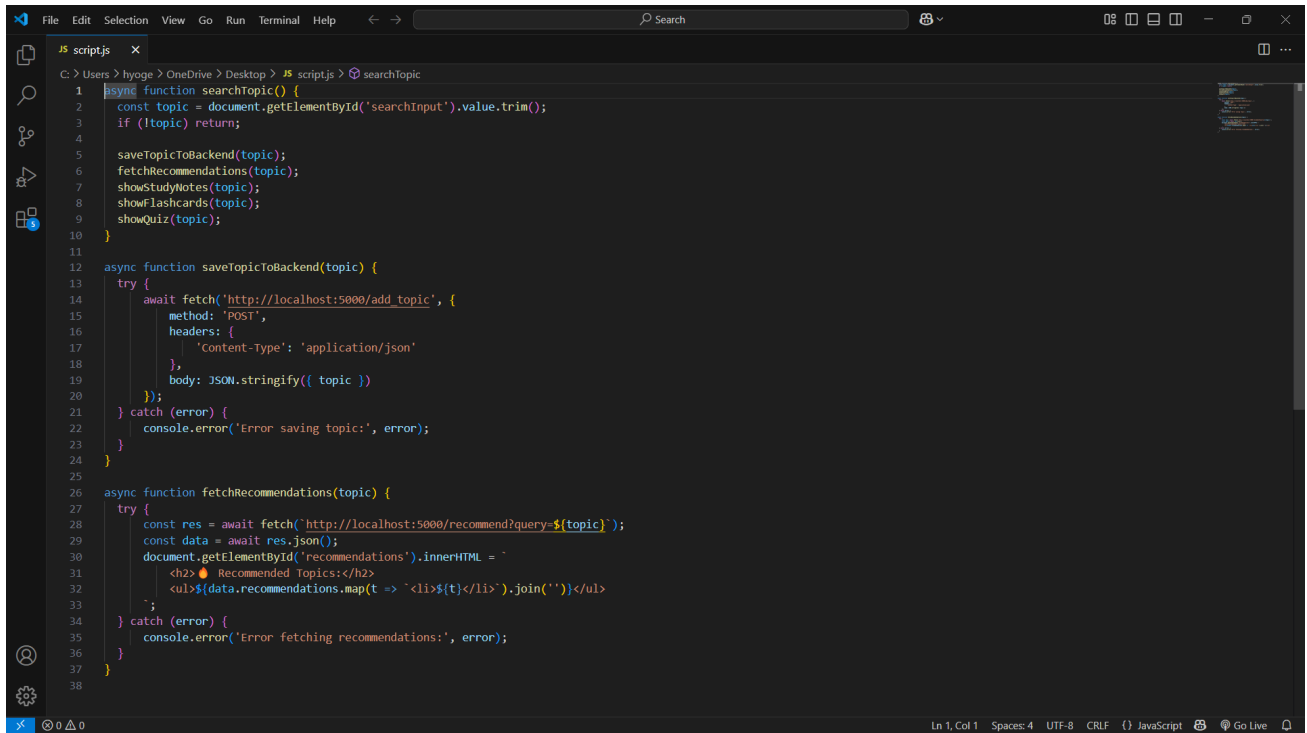 File Edit Selection View Go Run Terminal Help
Search
JS script.js
C: > Users > hyoge > OneDrive > Desktop > JS script.js > searchTopic
1 async function searchTopic() {
2 const topic = document.getElementById('searchInput').value.trim();
3 if (!topic) return;
4
5 saveTopicToBackend(topic);
6 fetchRecommendations(topic);
7 showStudyNotes(topic);
8 showFlashcards(topic);
9 showQuiz(topic);
10 }
11
12 async function saveTopicToBackend(topic) {
13 try {
14 await fetch('http://localhost:5000/add_topic', {
15 method: 'POST',
16 headers: {
17 'Content-Type': 'application/json'
18 },
19 body: JSON.stringify({ topic })
20 });
21 } catch (error) {
22 console.error('Error saving topic:', error);
23 }
24 }
25
26 async function fetchRecommendations(topic) {
27 try {
28 const res = await fetch(`http://localhost:5000/recommend?query=${topic}`);
29 const data = await res.json();
30 document.getElementById('recommendations').innerHTML = `
31 <h2>🔥 Recommended Topics:</h2>
32 <ul>${data.recommendations.map(t => `<li>${t}</li>`).join('')}</ul>
33 `;
34 } catch (error) {
35 console.error('Error fetching recommendations:', error);
36 }
37 }
38
0 0 Ln 1, Col 1 Spaces: 4 UTF-8 CRLF {} JavaScript Go Live